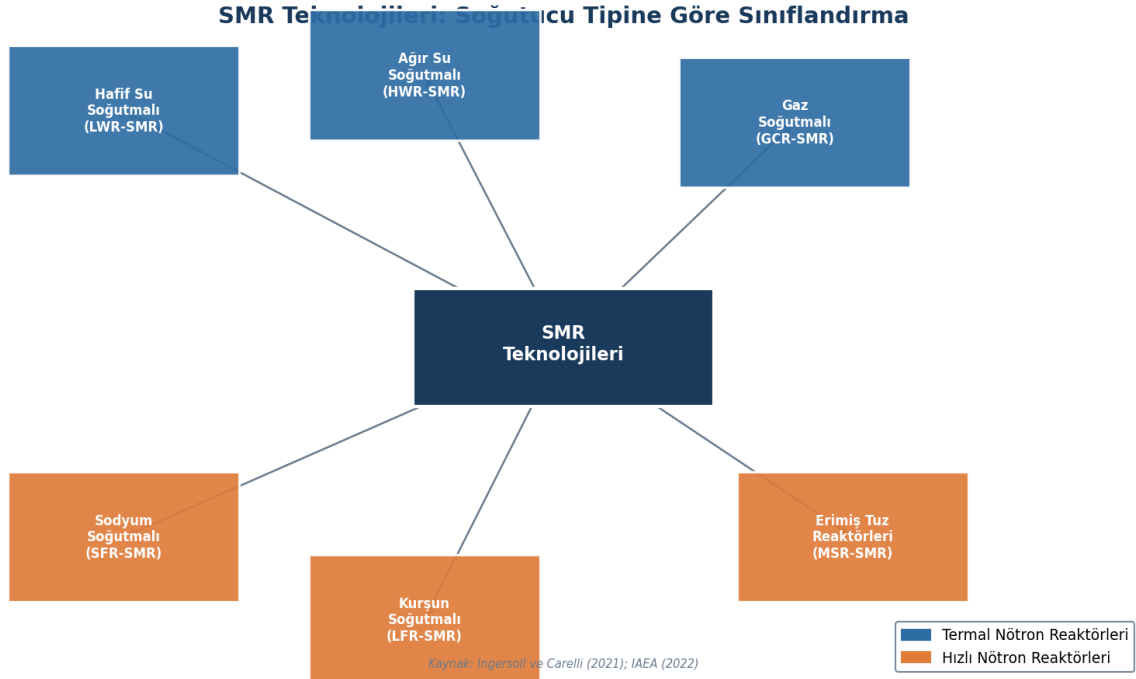 SMR Teknolojileri: Soğutucu Tipine Göre Sınıflandırma
Hafif Su
Soğutmalı
(LWR-SMR)
Ağır Su
Soğutmalı
(HWR-SMR)
Gaz
Soğutmalı
(GCR-SMR)
SMR
Teknolojileri
Sodyum
Soğutmalı
(SFR-SMR)
Kurşun
Soğutmalı
(LFR-SMR)
Erimiş Tuz
Reaktörleri
(MSR-SMR)
Termal Nötron Reaktörleri
Hızlı Nötron Reaktörleri
Kaynak: Ingersoll ve Carelli (2021); IAEA (2022)